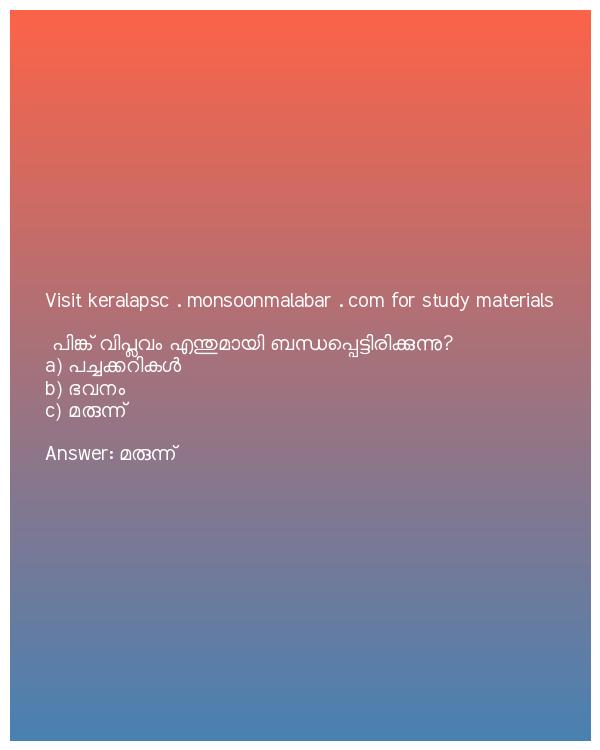 Visit keralapsc . monsoonmalabar . com for study materials
പിങ്ക് വിപ്ലവം എന്തുമായി ബന്ധപ്പെട്ടിരിക്കുന്നു?
a) പച്ചക്കറികൾ
b) ഭവനം
c) മരുന്ന്
Answer: മരുന്ന്